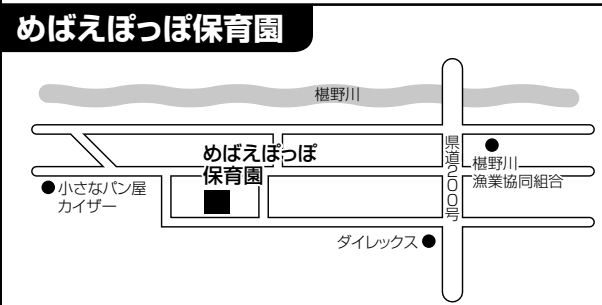 めばえぽっぽ保育園
椹野川
めばえぽっぽ
保育園
県道200号
椹野川
漁業協同組合
小さなパン屋
カイザー
ダイレックス